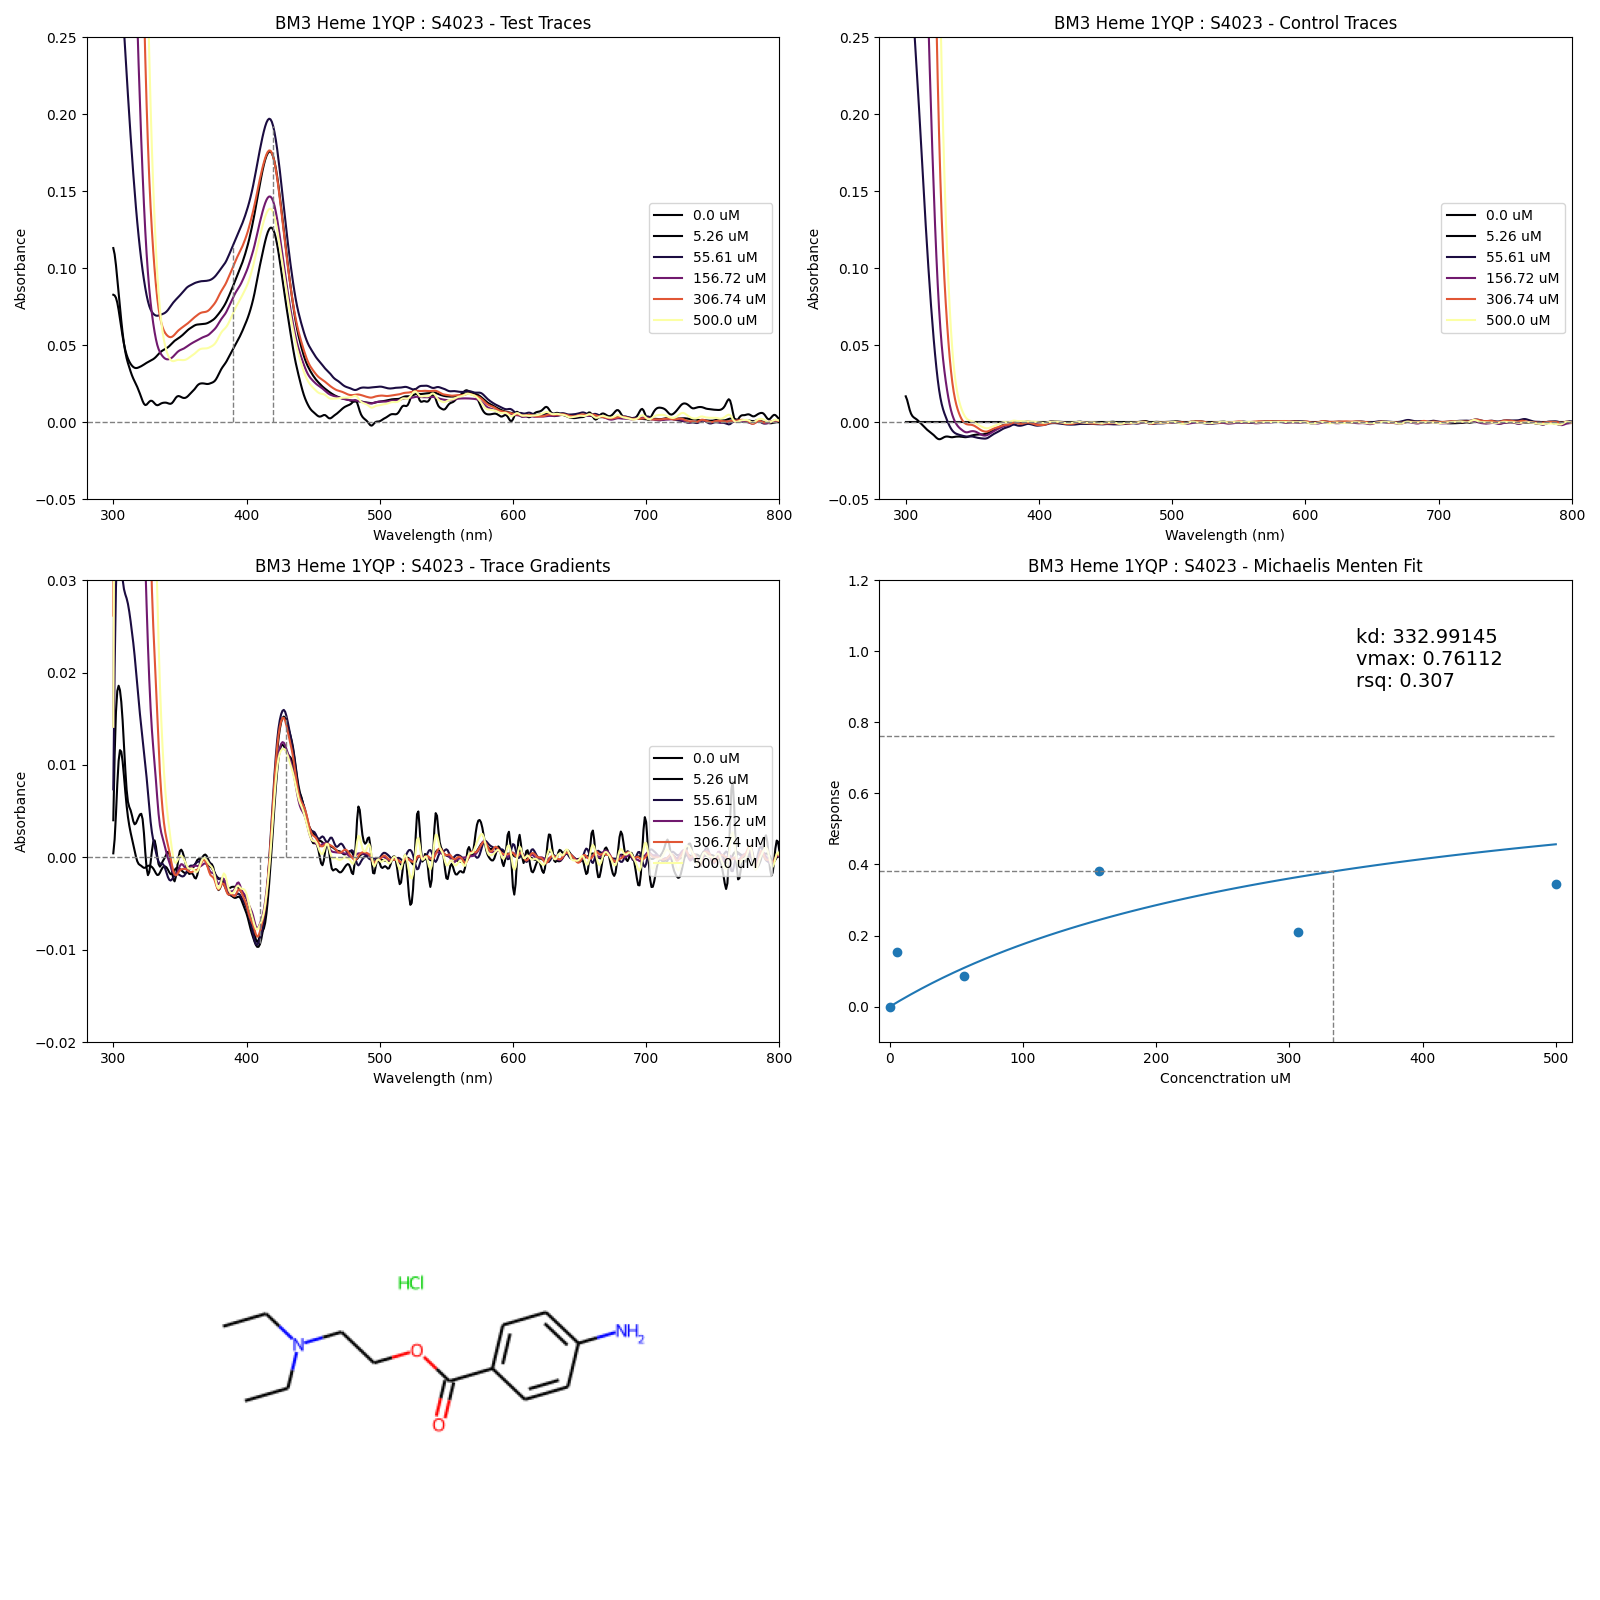 BM3 Heme 1YQP : S4023 - Test Traces
0.25
0.20
0.15
0.10
0.05
0.00
−0.05
Absorbance
300
400
500
600
700
800
Wavelength (nm)
0.0 uM
5.26 uM
55.61 uM
156.72 uM
306.74 uM
500.0 uM
BM3 Heme 1YQP : S4023 - Control Traces
0.25
0.20
0.15
0.10
0.05
0.00
−0.05
Absorbance
300
400
500
600
700
800
Wavelength (nm)
0.0 uM
5.26 uM
55.61 uM
156.72 uM
306.74 uM
500.0 uM
BM3 Heme 1YQP : S4023 - Trace Gradients
0.03
0.02
0.01
0.00
−0.01
−0.02
Absorbance
300
400
500
600
700
800
Wavelength (nm)
0.0 uM
5.26 uM
55.61 uM
156.72 uM
306.74 uM
500.0 uM
BM3 Heme 1YQP : S4023 - Michaelis Menten Fit
1.2
1.0
0.8
0.6
0.4
0.2
0.0
Response
kd: 332.99145
vmax: 0.76112
rsq: 0.307
0
100
200
300
400
500
Concenctration uM
HCl
N
O
O
NH2